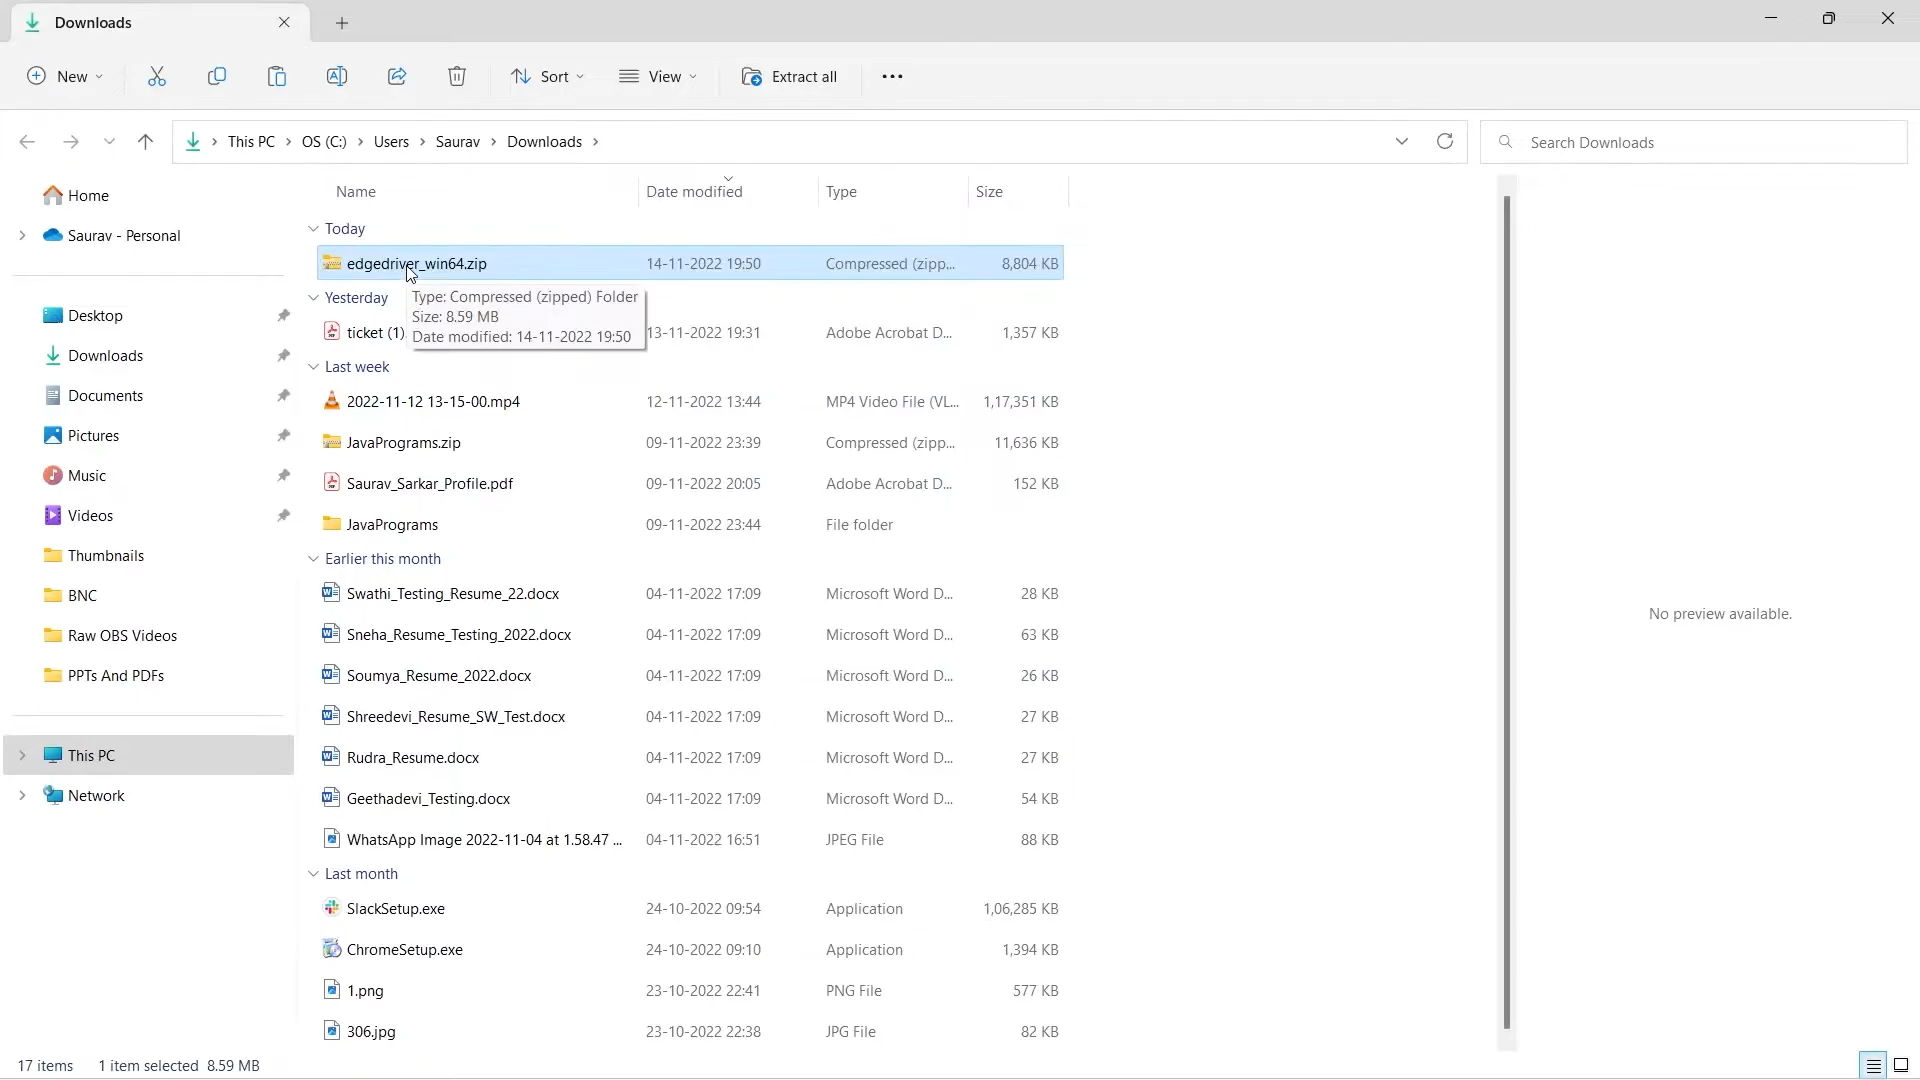 Downloads
New
Sort
View
Extract all
This PC
OS (C:)
Users
Saurav
Downloads
Search Downloads
Home
Saurav - Personal
Desktop
Downloads
Documents
Pictures
Music
Videos
Thumbnails
BNC
Raw OBS Videos
PPTs And PDFs
This PC
Network
Name Date modified Type Size
Today
edgedriver_win64.zip 14-11-2022 19:50 Compressed (zipp... 8,804 KB
Type: Compressed (zipped) Folder
Size: 8.59 MB
Date modified: 14-11-2022 19:50
Yesterday
ticket (1) 13-11-2022 19:31 Adobe Acrobat D... 1,357 KB
Last week
2022-11-12 13-15-00.mp4 12-11-2022 13:44 MP4 Video File (VL... 1,17,351 KB
JavaPrograms.zip 09-11-2022 23:39 Compressed (zipp... 11,636 KB
Saurav_Sarkar_Profile.pdf 09-11-2022 20:05 Adobe Acrobat D... 152 KB
JavaPrograms 09-11-2022 23:44 File folder
Earlier this month
Swathi_Testing_Resume_22.docx 04-11-2022 17:09 Microsoft Word D... 28 KB
Sneha_Resume_Testing_2022.docx 04-11-2022 17:09 Microsoft Word D... 63 KB
Soumya_Resume_2022.docx 04-11-2022 17:09 Microsoft Word D... 26 KB
Shreedevi_Resume_SW_Test.docx 04-11-2022 17:09 Microsoft Word D... 27 KB
Rudra_Resume.docx 04-11-2022 17:09 Microsoft Word D... 27 KB
Geethadevi_Testing.docx 04-11-2022 17:09 Microsoft Word D... 54 KB
WhatsApp Image 2022-11-04 at 1.58.47 ... 04-11-2022 16:51 JPEG File 88 KB
Last month
SlackSetup.exe 24-10-2022 09:54 Application 1,06,285 KB
ChromeSetup.exe 24-10-2022 09:10 Application 1,394 KB
1.png 23-10-2022 22:41 PNG File 577 KB
306.jpg 23-10-2022 22:38 JPG File 82 KB
No preview available.
17 items 1 item selected 8.59 MB